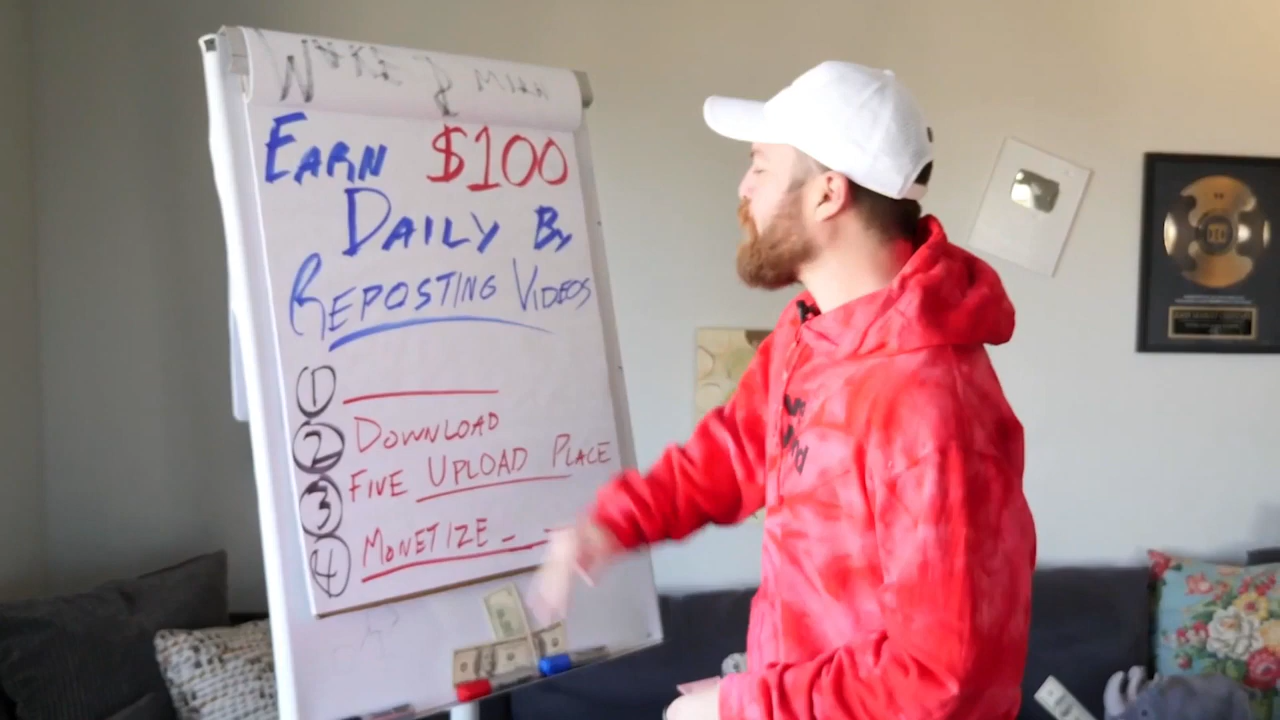 EARN $100
DAILY By
REPOSTING VIDEOS
1
2 DOWNLOAD
3 FIVE UPLOAD PLACE
4 MONETIZE